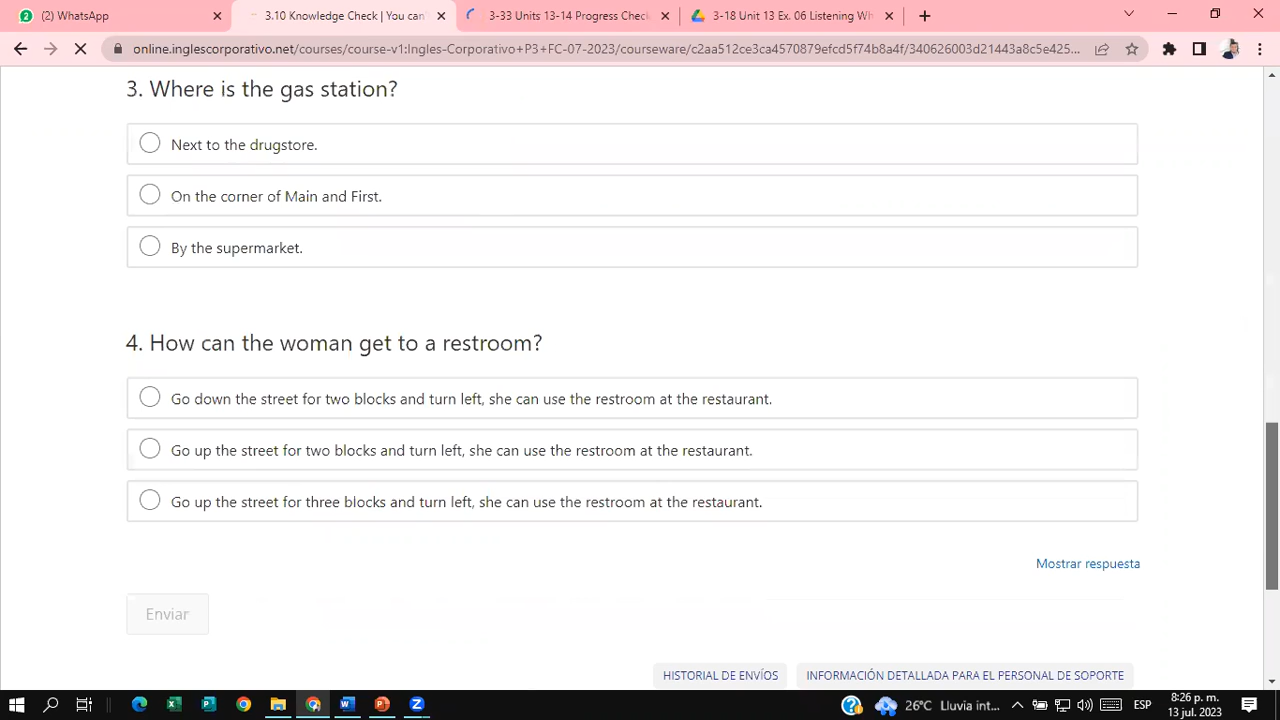 (2) WhatsApp
3.10 Knowledge Check | You can'
3-33 Units 13-14 Progress Check
3-18 Unit 13 Ex. 06 Listening Wh
online.inglescorporativo.net/courses/course-v1:Ingles-Corporativo+P3+FC-07-2023/courseware/c2aa512ce3ca4570879efcd5f74b8a4f/340626003d21443a8c5e425...
3. Where is the gas station?
Next to the drugstore.
On the corner of Main and First.
By the supermarket.
4. How can the woman get to a restroom?
Go down the street for two blocks and turn left, she can use the restroom at the restaurant.
Go up the street for two blocks and turn left, she can use the restroom at the restaurant.
Go up the street for three blocks and turn left, she can use the restroom at the restaurant.
Mostrar respuesta
Enviar
HISTORIAL DE ENVÍOS
INFORMACIÓN DETALLADA PARA EL PERSONAL DE SOPORTE
26°C Lluvia int...
ESP
8:26 p. m.
13 jul. 2023